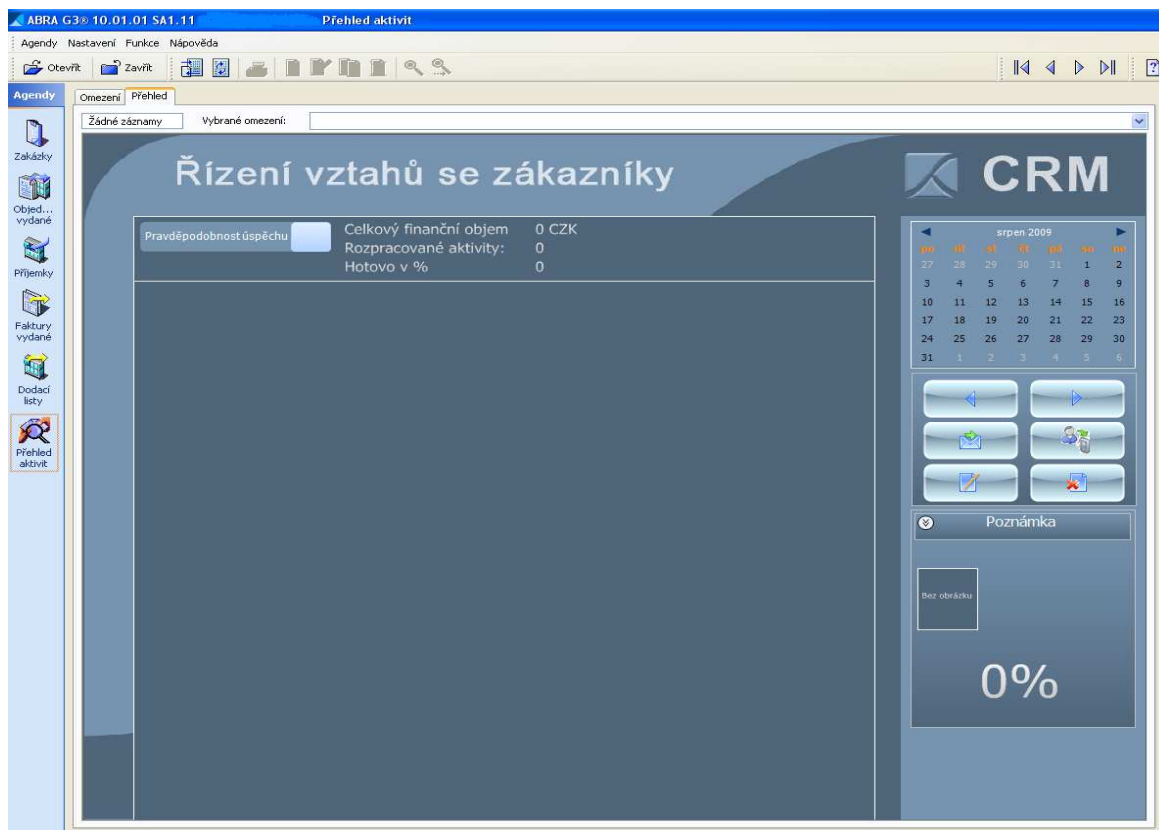 ABRA G3® 10.01.01 SA1.11 Přehled aktivit
Agendy Nastavení Funkce Nápověda
Otevřít Zavřít
Agendy
Omezení Přehled
Žádné záznamy Vybrané omezení:
Zakázky
Objed...
vydané
Příjemky
Faktury
vydané
Dodací
listy
Přehled
aktivit
Řízení vztahů se zákazníky
CRM
Pravděpodobnost úspěchu
Celkový finanční objem 0 CZK
Rozpracované aktivity: 0
Hotovo v % 0
srpen 2009
po út st čt pá so ne
27 28 29 30 31 1 2
3 4 5 6 7 8 9
10 11 12 13 14 15 16
17 18 19 20 21 22 23
24 25 26 27 28 29 30
31 1 2 3 4 5 6
Poznámka
Bez obrázku
0%